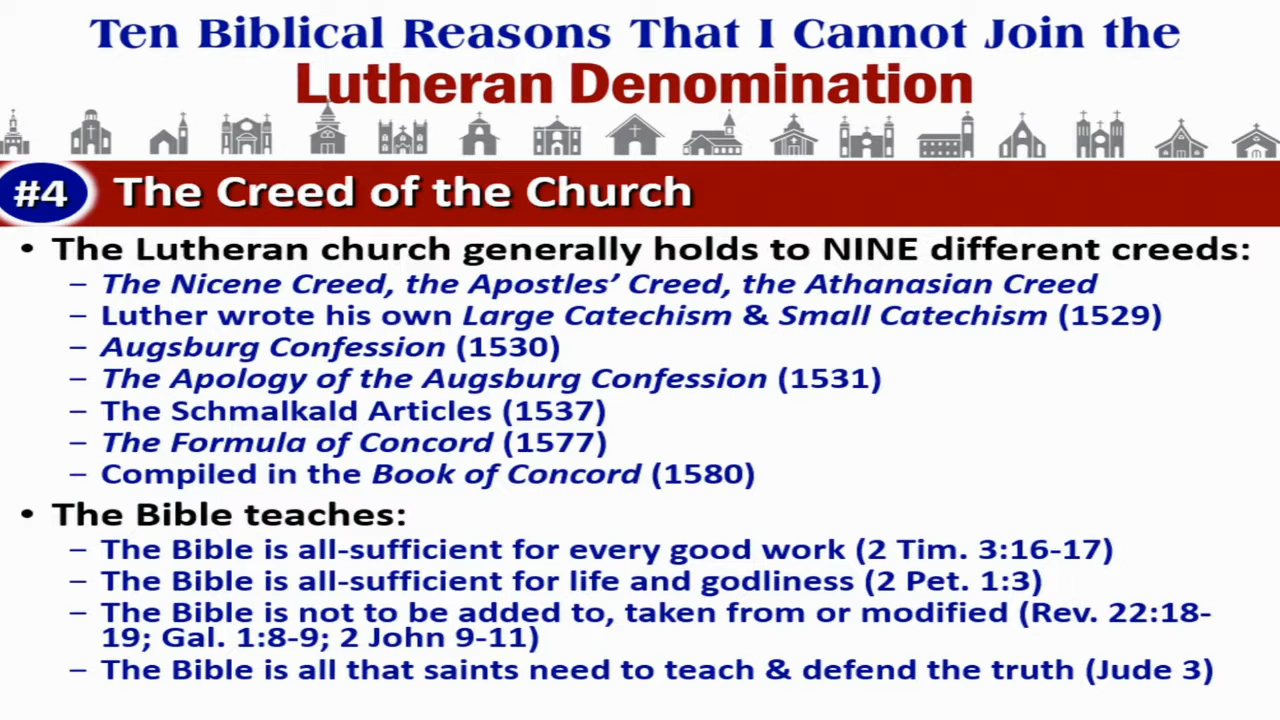 Ten Biblical Reasons That I Cannot Join the
Lutheran Denomination
#4 The Creed of the Church
• The Lutheran church generally holds to NINE different creeds:
– The Nicene Creed, the Apostles’ Creed, the Athanasian Creed
– Luther wrote his own Large Catechism & Small Catechism (1529)
– Augsburg Confession (1530)
– The Apology of the Augsburg Confession (1531)
– The Schmalkald Articles (1537)
– The Formula of Concord (1577)
– Compiled in the Book of Concord (1580)
• The Bible teaches:
– The Bible is all-sufficient for every good work (2 Tim. 3:16-17)
– The Bible is all-sufficient for life and godliness (2 Pet. 1:3)
– The Bible is not to be added to, taken from or modified (Rev. 22:18-
19; Gal. 1:8-9; 2 John 9-11)
– The Bible is all that saints need to teach & defend the truth (Jude 3)